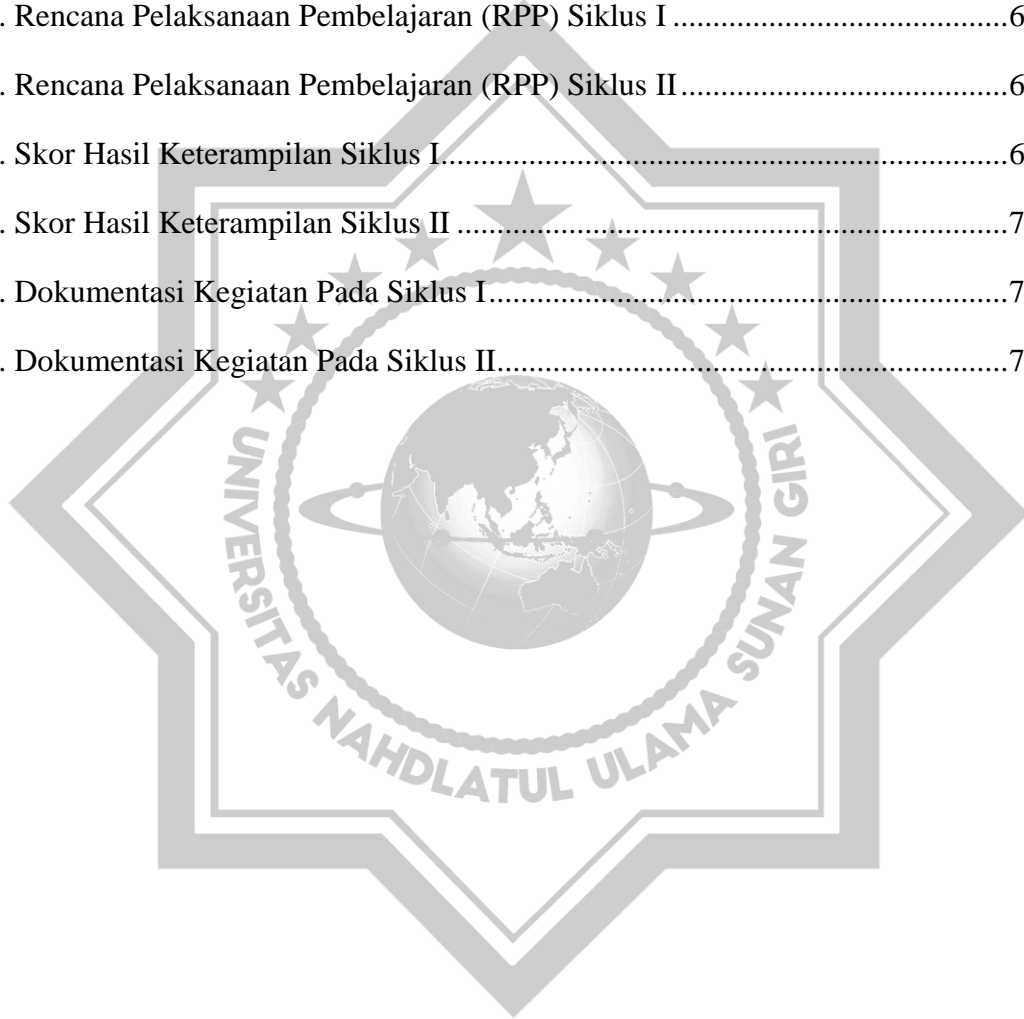 . Rencana Pelaksanaan Pembelajaran (RPP) Siklus I ........................................6
. Rencana Pelaksanaan Pembelajaran (RPP) Siklus II .......................................6
. Skor Hasil Keterampilan Siklus I......................................................................6
. Skor Hasil Keterampilan Siklus II ...................................................................7
. Dokumentasi Kegiatan Pada Siklus I...............................................................7
. Dokumentasi Kegiatan Pada Siklus II..............................................................7
UNIVERSITAS NAHDLATUL ULAMA SUNAN GIRI